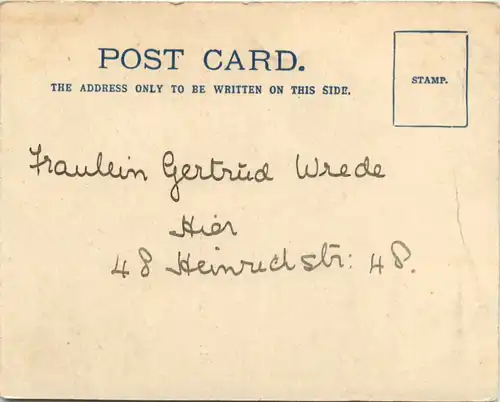 POST CARD.
THE ADDRESS ONLY TO BE WRITTEN ON THIS SIDE.
STAMP.
Fraulein Gertrud Wrede
Hier
48 Heinrichstr: 48.